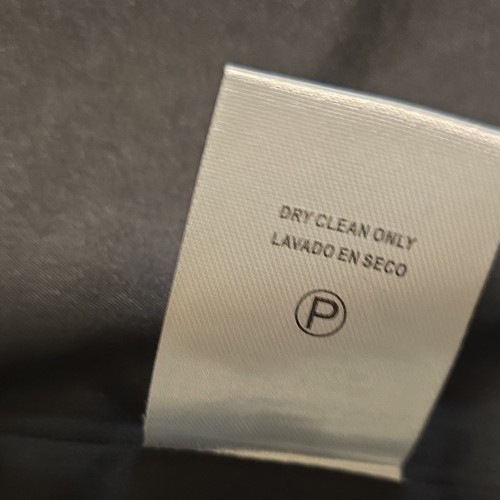 DRY CLEAN ONLY
LAVADO EN SECO
P